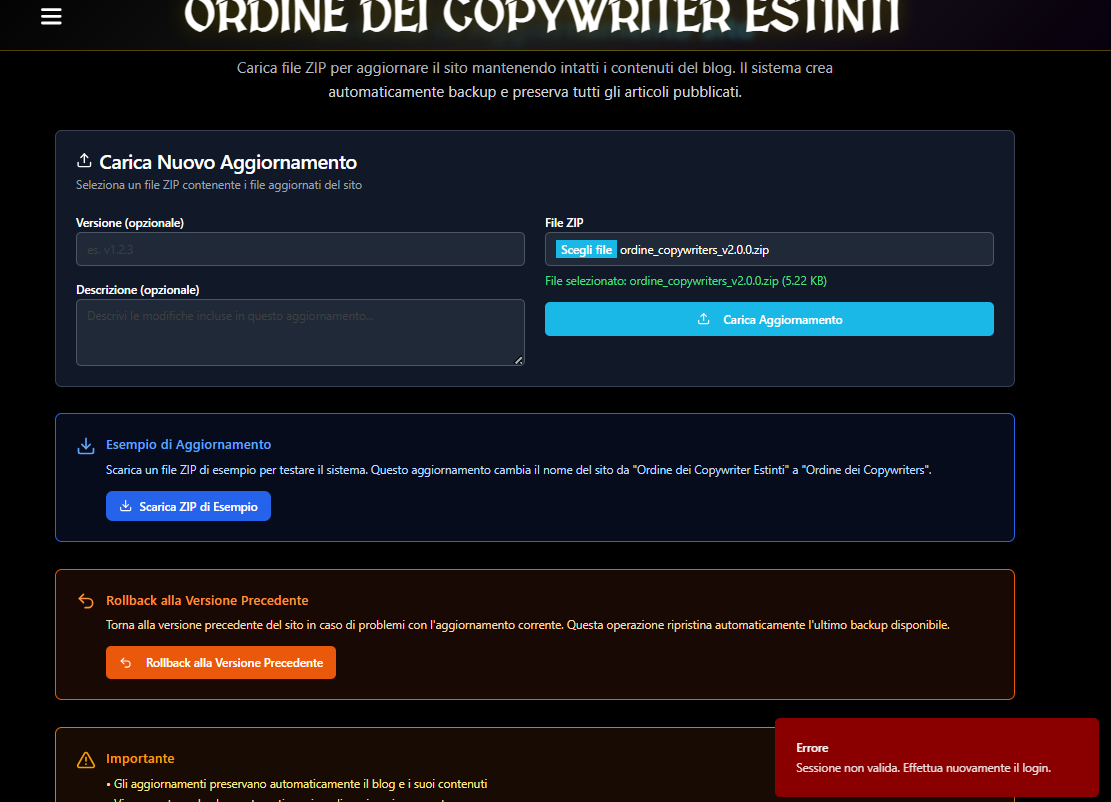 ORDINE DEI COPYWRITER ESTINTI
Carica file ZIP per aggiornare il sito mantenendo intatti i contenuti del blog. Il sistema crea
automaticamente backup e preserva tutti gli articoli pubblicati.
Carica Nuovo Aggiornamento
Seleziona un file ZIP contenente i file aggiornati del sito
Versione (opzionale)
es. v1.2.3
Descrizione (opzionale)
Descrivi le modifiche incluse in questo aggiornamento...
File ZIP
Scegli file ordine_copywriters_v2.0.0.zip
File selezionato: ordine_copywriters_v2.0.0.zip (5.22 KB)
Carica Aggiornamento
Esempio di Aggiornamento
Scarica un file ZIP di esempio per testare il sistema. Questo aggiornamento cambia il nome del sito da "Ordine dei Copywriter Estinti" a "Ordine dei Copywriters".
Scarica ZIP di Esempio
Rollback alla Versione Precedente
Torna alla versione precedente del sito in caso di problemi con l'aggiornamento corrente. Questa operazione ripristina automaticamente l'ultimo backup disponibile.
Rollback alla Versione Precedente
Importante
• Gli aggiornamenti preservano automaticamente il blog e i suoi contenuti
Errore
Sessione non valida. Effettua nuovamente il login.